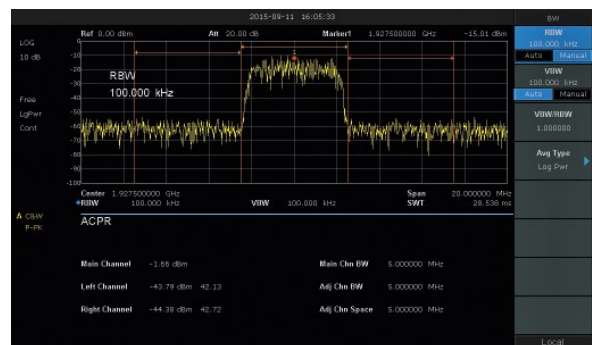 2015-09-11 16:05:33
BW
Ref 0.00 dBm Att 20.00 dB Marker1 1.927500000 GHz -15.01 dBm
LOG
10 dB
Free
LgPwr
Cont
A C&W
P-PK
0
-10
-20
-30
-40
-50
-60
-70
-80
-90
-100
1
RBW
100.000 kHz
Center 1.927500000 GHz Span 20.000000 MHz
RBW 100.000 kHz VBW 100.000 kHz SWT 28.538 ms
ACPR
Main Channel -1.66 dBm Main Chn BW 5.000000 MHz
Left Channel -43.79 dBm 42.13 Adj Chn BW 5.000000 MHz
Right Channel -44.38 dBm 42.72 Adj Chn Space 5.000000 MHz
RBW
100.000 kHz
Auto Manual
VBW
100.000 kHz
Auto Manual
VBW/RBW
1.000000
Avg Type
Log Pwr
Local